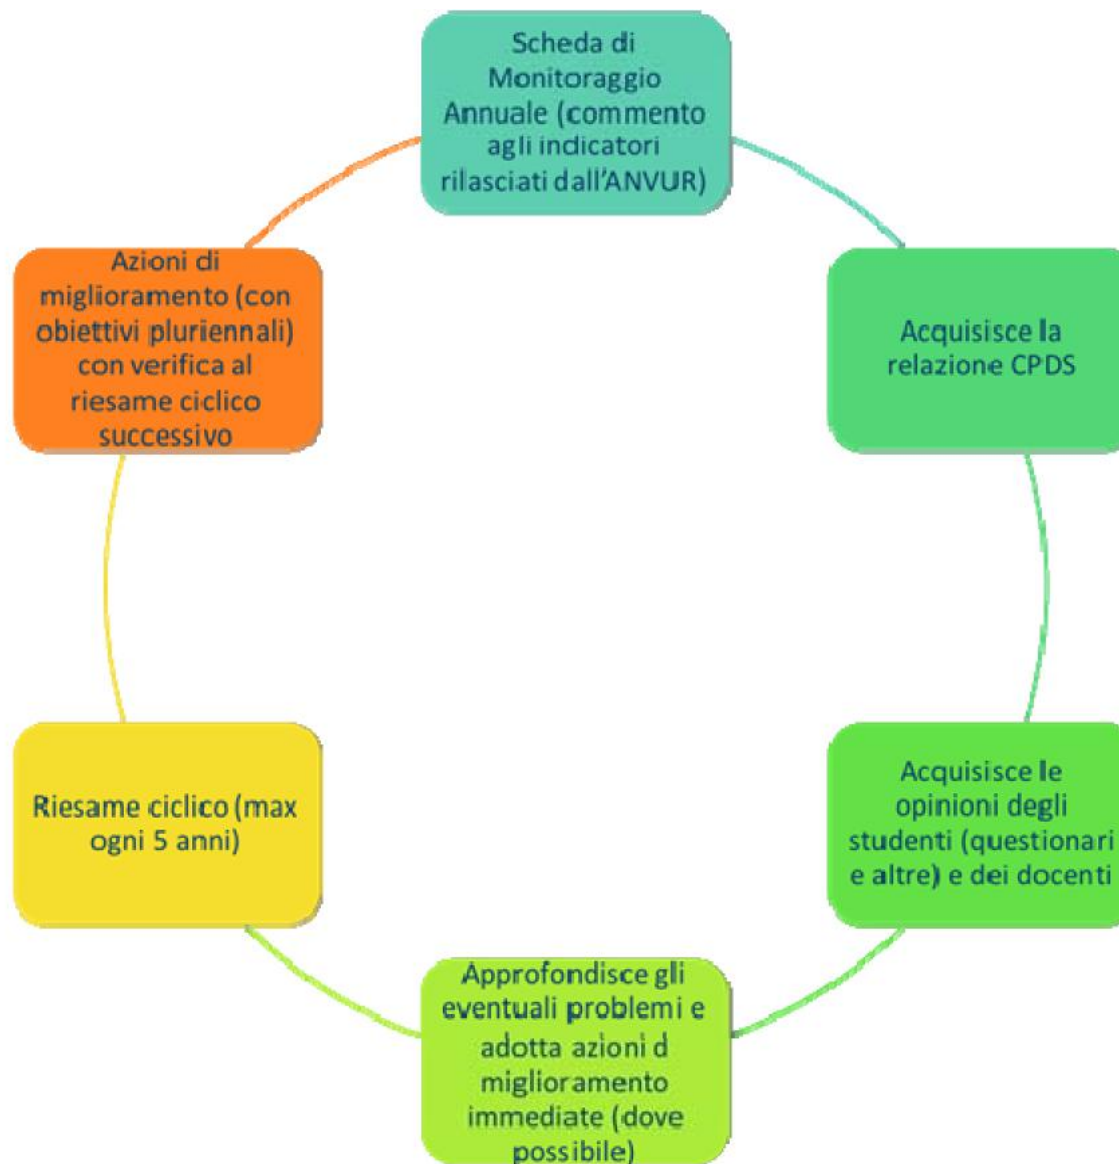 Scheda di
Monitoraggio
Annuale (commento
agli indicatori
rilasciati dall'ANVUR)
Acquisisce la
relazione CPDS
Acquisisce le
opinioni degli
studenti (questionari
e altre) e dei docenti
Approfondisce gli
eventuali problemi e
adotta azioni d
miglioramento
immediate (dove
possibile)
Riesame ciclico (max
ogni 5 anni)
Azioni di
miglioramento (con
obiettivi pluriennali)
con verifica al
riesame ciclico
successivo